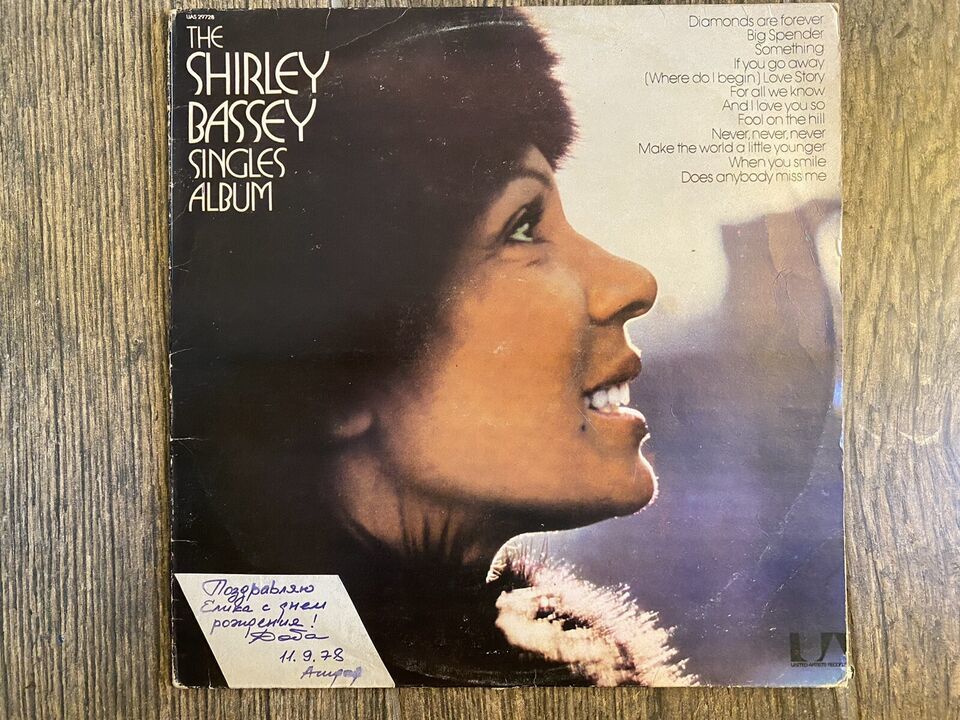 UAS 29728
THE
SHIRLEY
BASSEY
SINGLES
ALBUM
Diamonds are forever
Big Spender
Something
If you go away
(Where do I begin) Love Story
For all we know
And I love you so
Fool on the hill
Never, never, never
Make the world a little younger
When you smile
Does anybody miss me
Поздравляю
Елика с днем
рождения!
11.9.78
UA
UNITED ARTISTS RECORDS